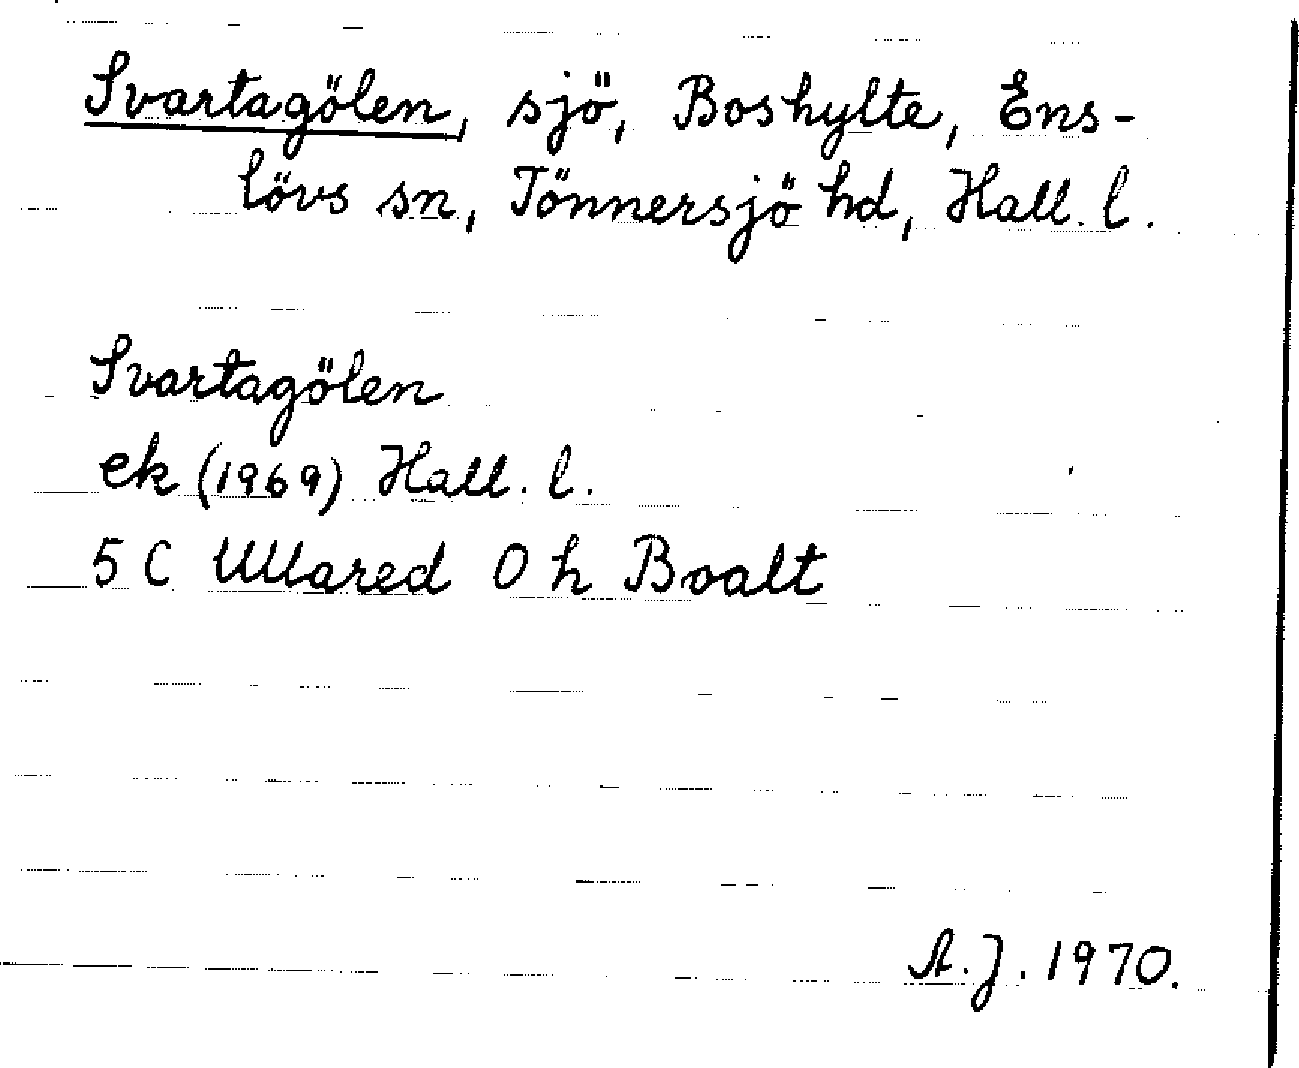 Svartagölen, sjö, Boshylte, Ens-
lövs sn, Tönnersjö hd, Hall. l.
Svartagölen
ek (1969) Hall. l.
5 C Ullared 0 h Boalt
A.J. 1970.